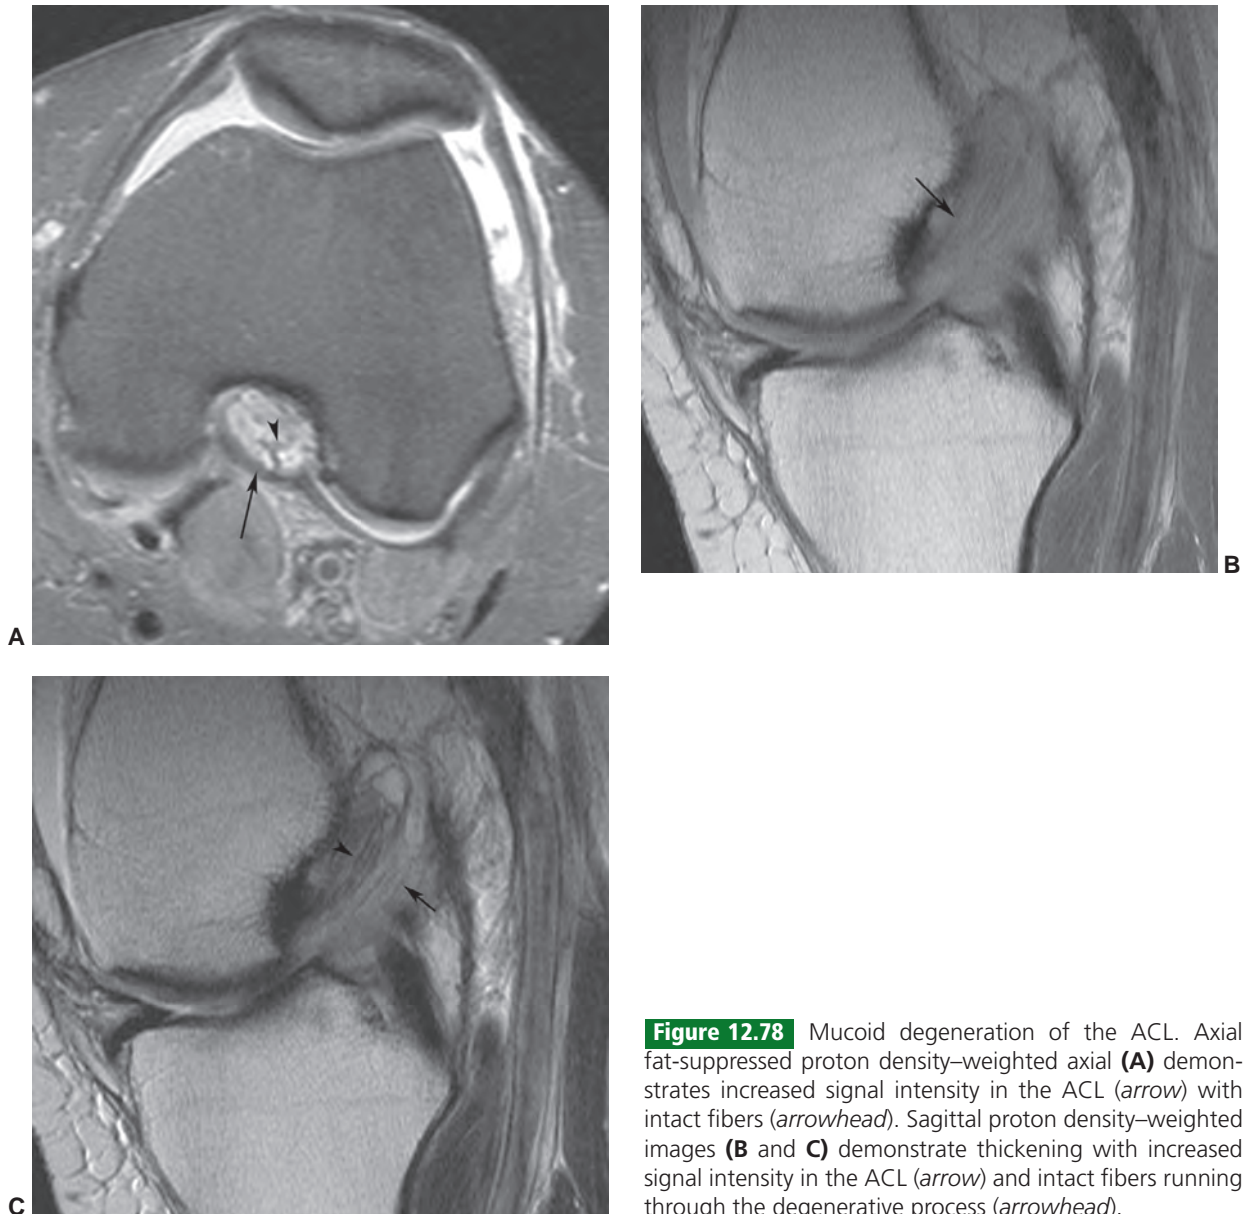 A
B
C
Figure 12.78 Mucoid degeneration of the ACL. Axial
fat-suppressed proton density–weighted axial (A) demon-
strates increased signal intensity in the ACL (arrow) with
intact fibers (arrowhead). Sagittal proton density–weighted
images (B and C) demonstrate thickening with increased
signal intensity in the ACL (arrow) and intact fibers running
through the degenerative process (arrowhead).